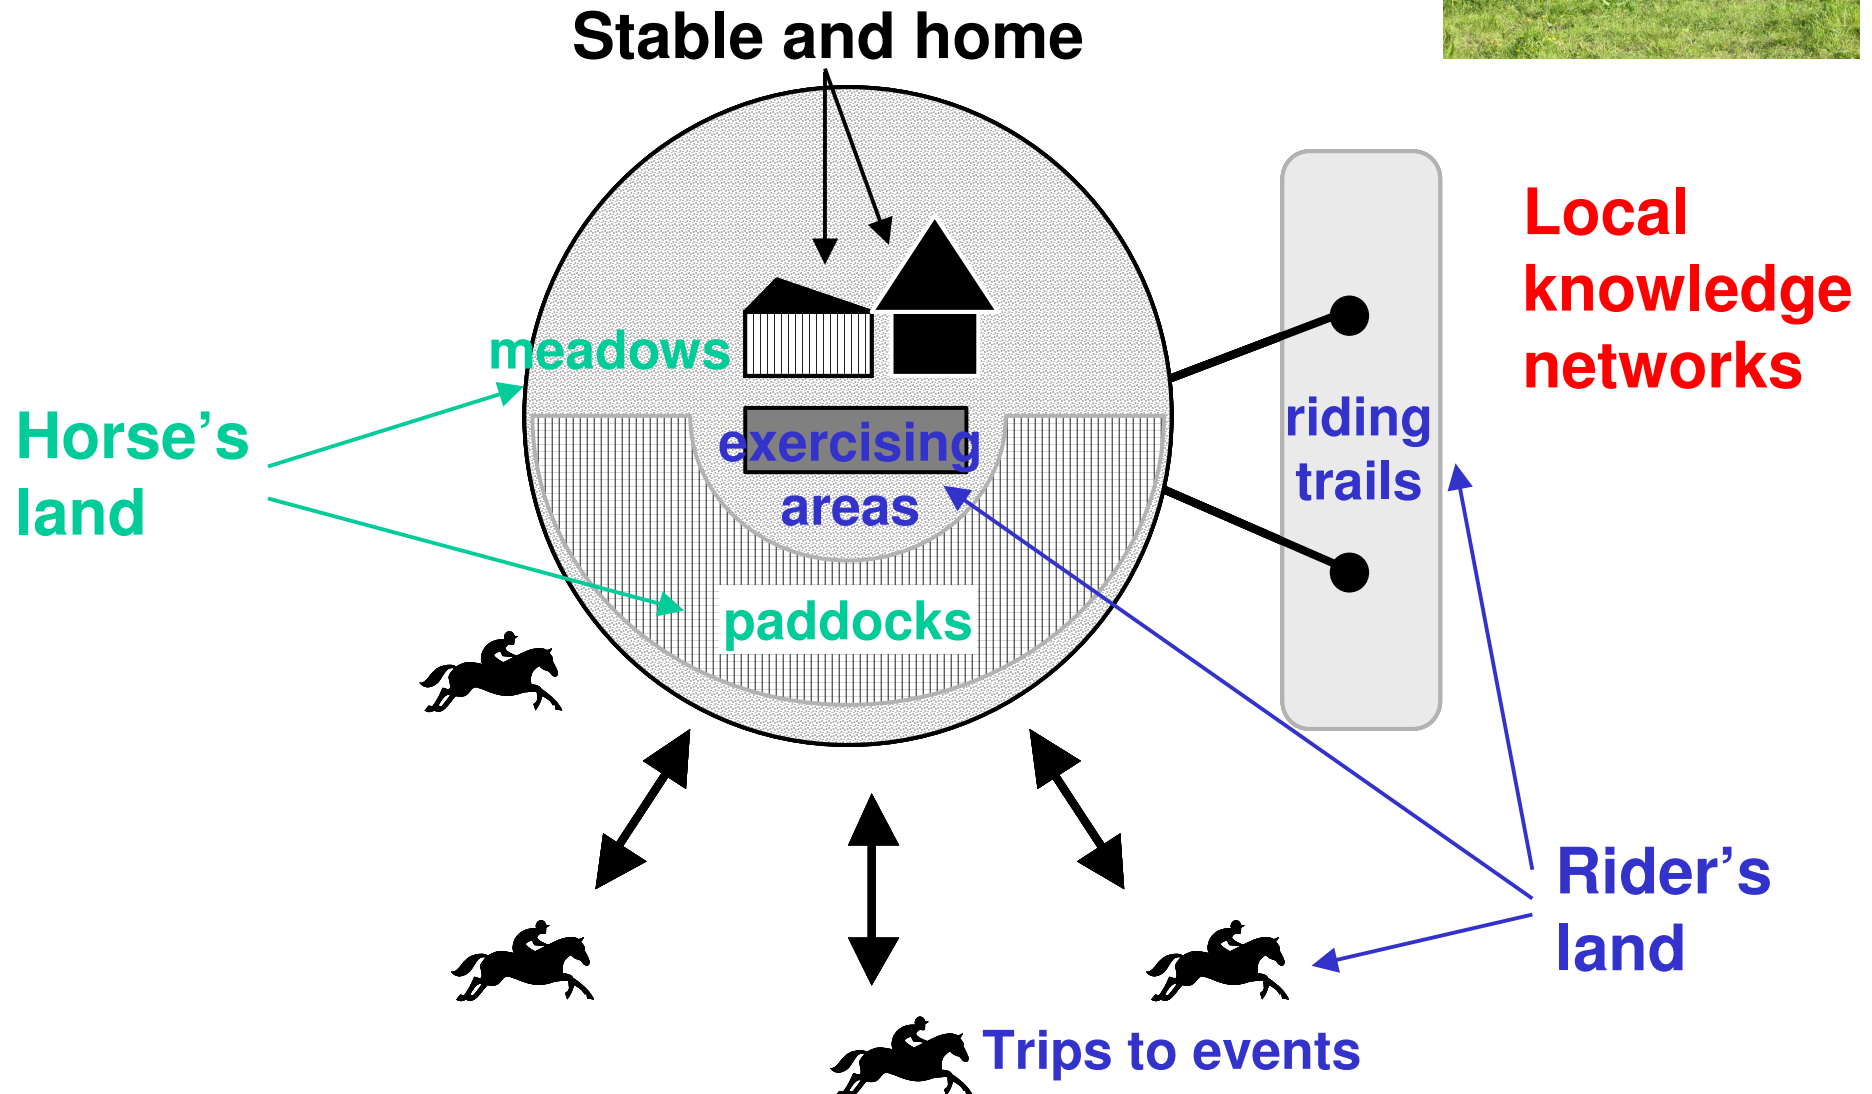 Stable and home
Local
knowledge
networks
meadows
Horse’s
land
exercising
areas
riding
trails
paddocks
Rider’s
land
Trips to events